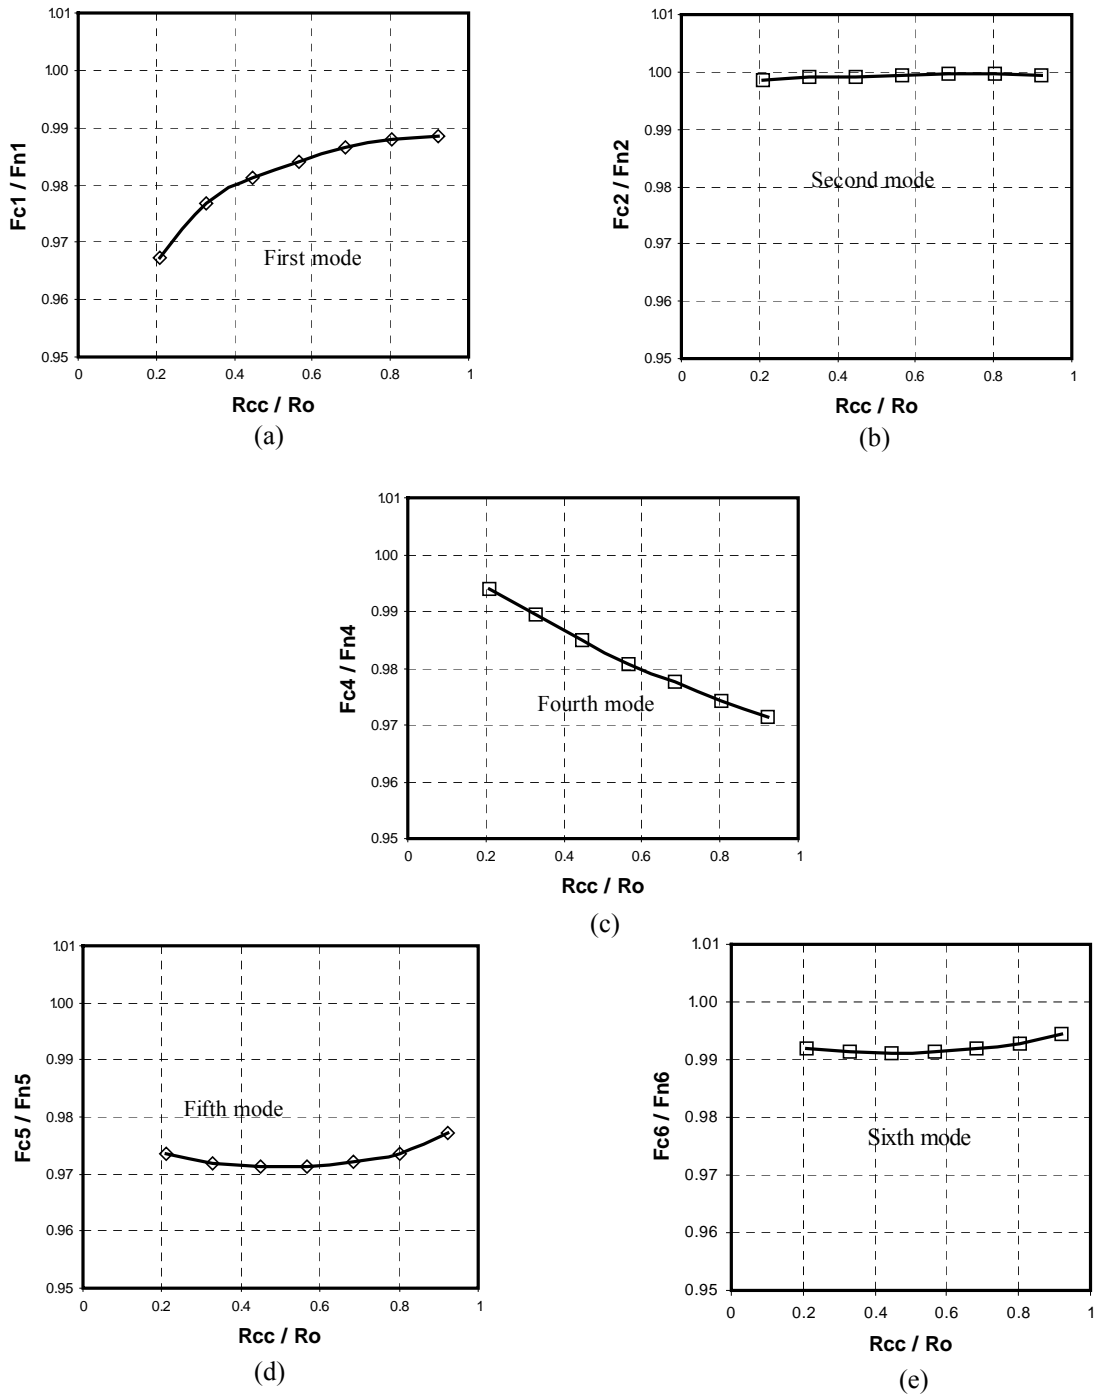 1.01
1.00
0.99
0.98
0.97
0.96
0.95
Fc1 / Fn1
First mode
0 0.2 0.4 0.6 0.8 1
Rcc / Ro
(a)
1.01
1.00
0.99
0.98
0.97
0.96
0.95
Fc2 / Fn2
Second mode
0 0.2 0.4 0.6 0.8 1
Rcc / Ro
(b)
1.01
1.00
0.99
0.98
0.97
0.96
0.95
Fc4 / Fn4
Fourth mode
0 0.2 0.4 0.6 0.8 1
Rcc / Ro
(c)
1.01
1.00
0.99
0.98
0.97
0.96
0.95
Fc5 / Fn5
Fifth mode
0 0.2 0.4 0.6 0.8 1
Rcc / Ro
(d)
1.01
1.00
0.99
0.98
0.97
0.96
0.95
Fc6 / Fn6
Sixth mode
0 0.2 0.4 0.6 0.8 1
Rcc / Ro
(e)